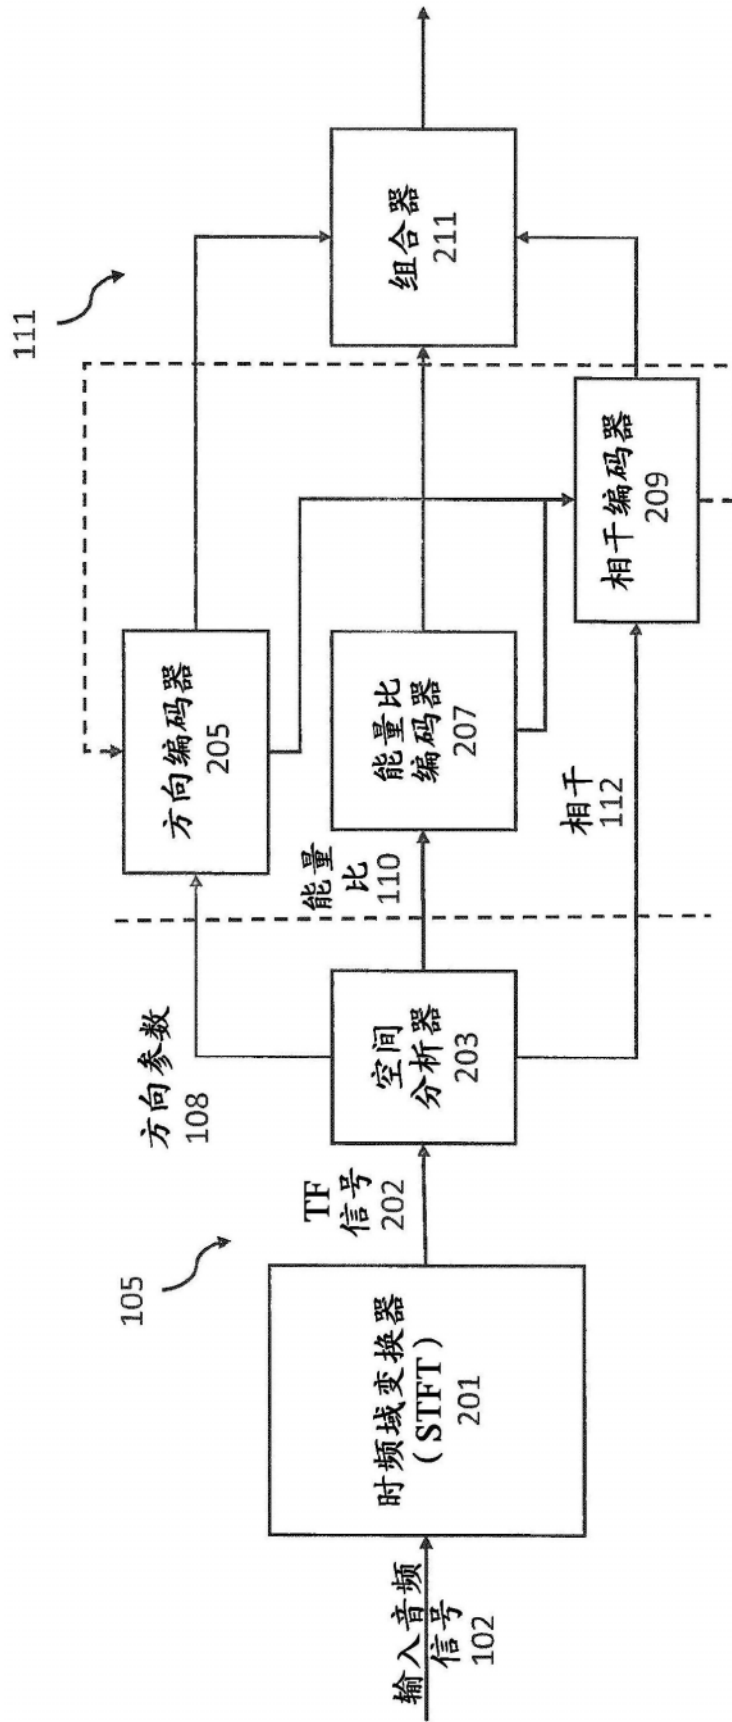 输入音频
信号
102
时频域变换器
（STFT）
201
105
TF
信号
202
空间
分析器
203
方向参数
108
能量
比
110
相干
112
方向编码器
205
能量比
编码器
207
相干编码器
209
111
组合器
211